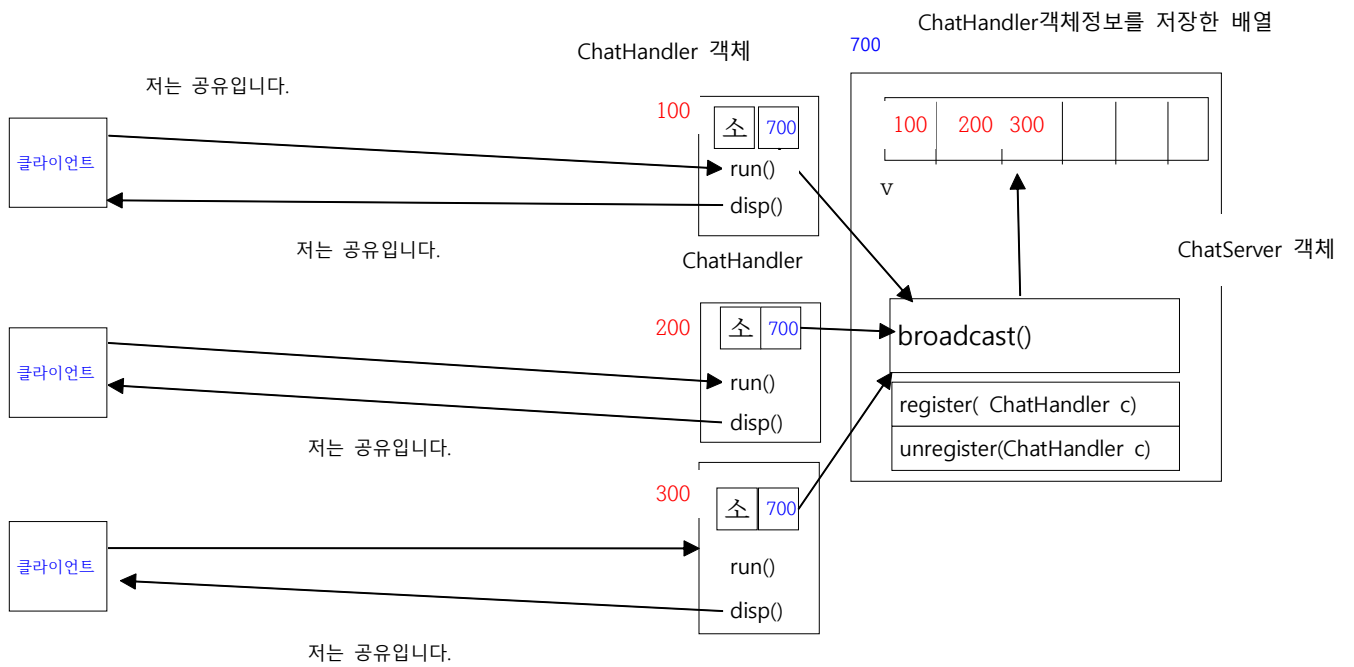 ChatHandler객체정보를 저장한 배열
700
ChatHandler 객체
저는 공유입니다.
100
소 700
100 200 300
클라이언트
run()
v
disp()
저는 공유입니다.
ChatHandler
ChatServer 객체
200
소 700
broadcast()
클라이언트
run()
register( ChatHandler c)
disp()
저는 공유입니다.
unregister(ChatHandler c)
300
소 700
클라이언트
run()
disp()
저는 공유입니다.